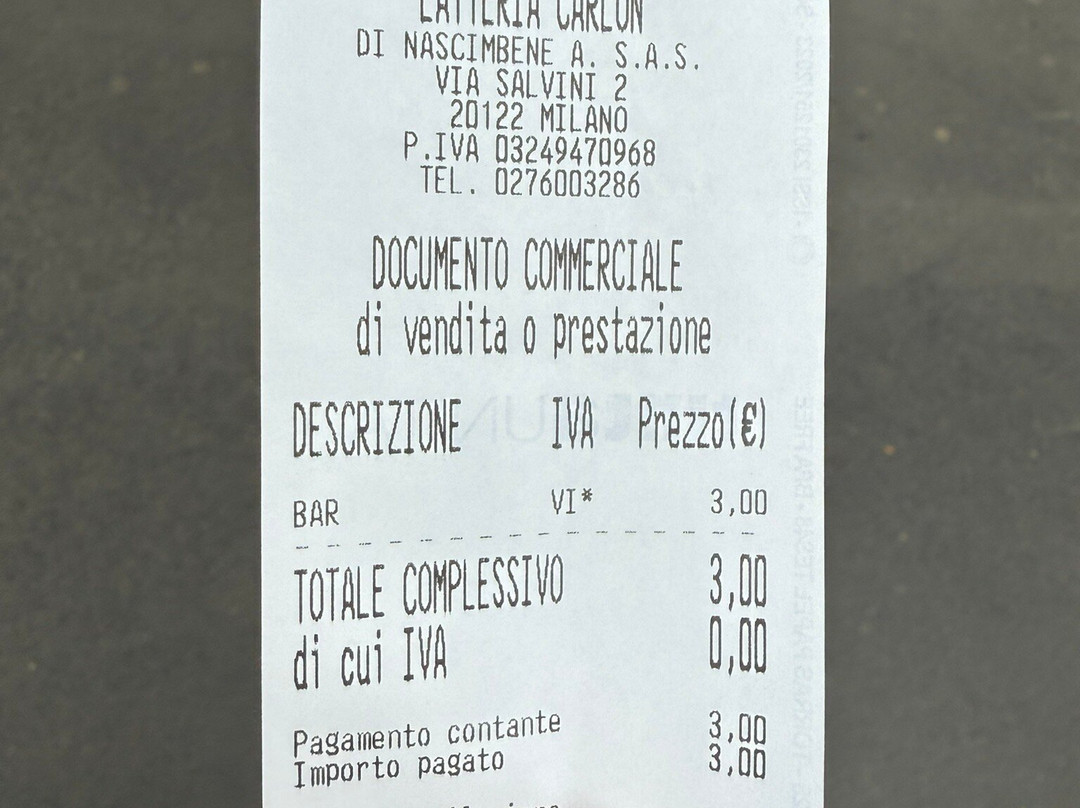 LATTERIA CARLON
DI NASCIMBENE A. S.A.S.
VIA SALVINI 2
20122 MILANO
P.IVA 03249470968
TEL. 0276003286
DOCUMENTO COMMERCIALE
di vendita o prestazione
DESCRIZIONE IVA Prezzo(€)
BAR VI* 3,00
TOTALE COMPLESSIVO 3,00
di cui IVA 0,00
Pagamento contante 3,00
Importo pagato 3,00